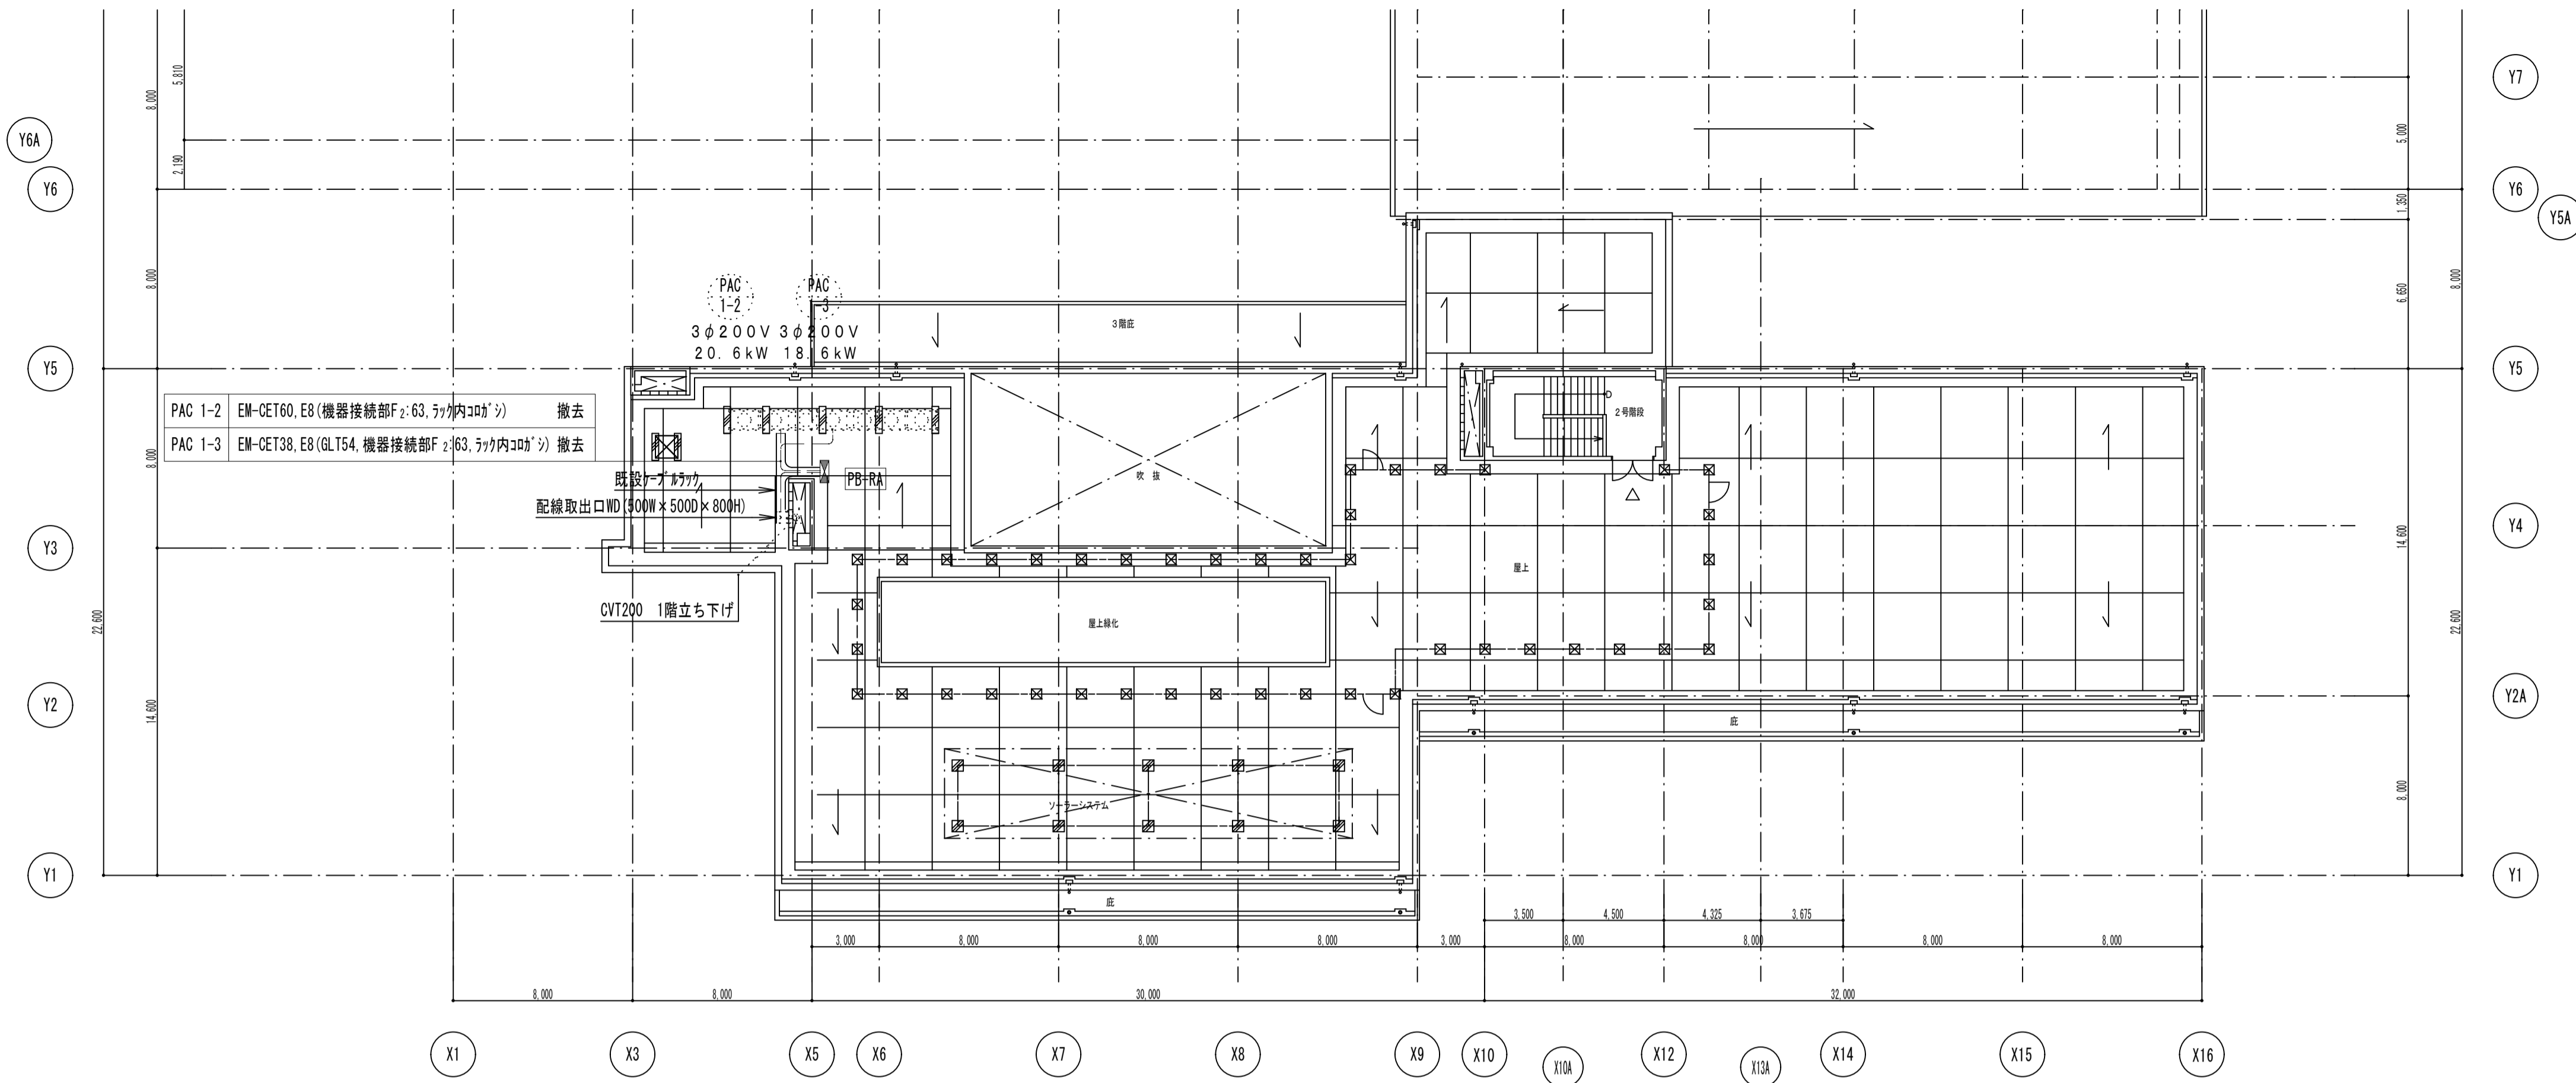 5,810
8,000
2,190
Y6A
Y6
8,000
Y5
8,000
Y3
22,600
14,600
Y2
Y1
Y7
5,000
Y6
1,350
Y5A
6,650
8,000
Y5
Y4
14,600
22,600
Y2A
8,000
Y1
PAC
1-2
PAC
1-3
3φ200V 3φ200V
20.6kW 18.6kW
3階庇
PAC 1-2 EM-CET60,E8(機器接続部F2:63,ラック内コロガシ) 撤去
PAC 1-3 EM-CET38,E8(GLT54,機器接続部F2:63,ラック内コロガシ) 撤去
既設ケーブルラック
PB-RA
配線取出口WD(500W×500D×800H)
吹 抜
D
2号階段
屋上
CVT200 1階立ち下げ
屋上緑化
庇
ソーラーシステム
庇
3,500
4,500
4,325
3,675
3,000
8,000
8,000
8,000
3,000
8,000
8,000
8,000
8,000
8,000
8,000
30,000
32,000
X1
X3
X5
X6
X7
X8
X9
X10
X10A
X12
X13A
X14
X15
X16